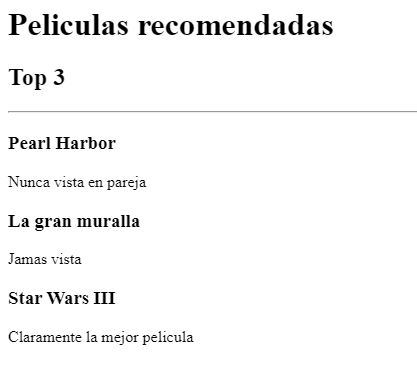 Peliculas recomendadas
Top 3
Pearl Harbor
Nunca vista en pareja
La gran muralla
Jamas vista
Star Wars III
Claramente la mejor pelicula